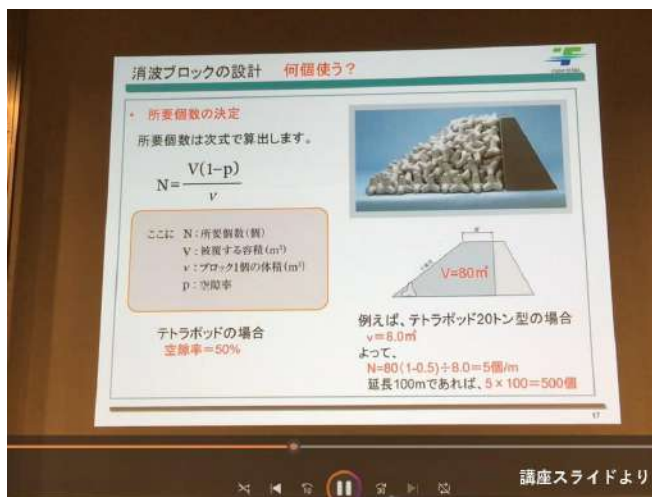 消波ブロックの設計 何個使う？
・ 所要個数の決定
所要個数は次式で算出します。
N=V(1-p)/v
ここに N：所要個数(個)
V：被覆する容積(m³)
v：ブロック1個の体積(m³)
p：空隙率
テトラポッドの場合
空隙率=50%
V=80㎥
例えば、テトラポッド20トン型の場合
v=8.0㎥
よって、
N=80(1-0.5)÷8.0=5個/m
延長100mであれば、5×100=500個
17
講座スライドより